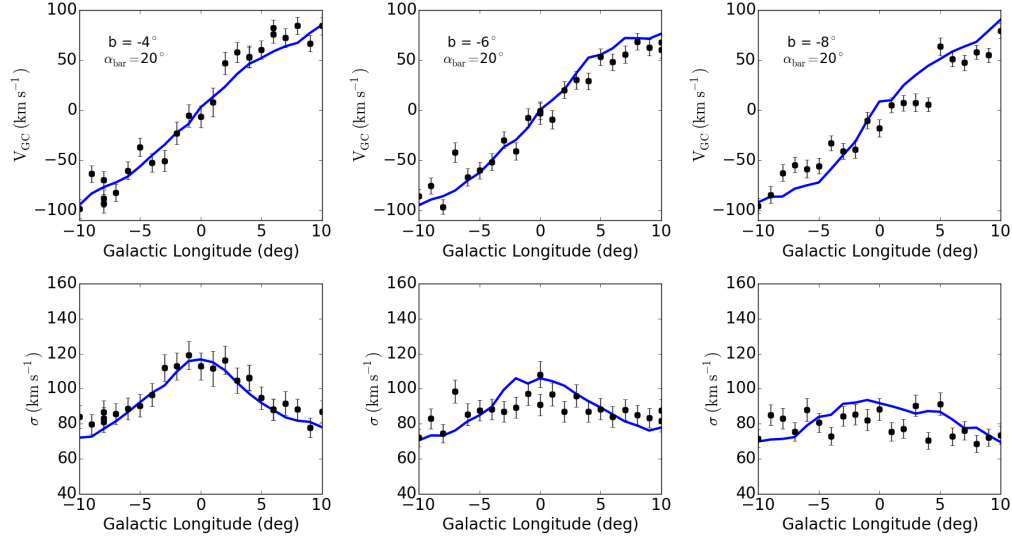 100
50
0
−50
−100
V_GC (km s⁻¹)
b = -4°
α_bar=20°
−10 −5 0 5 10
Galactic Longitude (deg)
100
50
0
−50
−100
V_GC (km s⁻¹)
b = -6°
α_bar=20°
−10 −5 0 5 10
Galactic Longitude (deg)
100
50
0
−50
−100
V_GC (km s⁻¹)
b = -8°
α_bar=20°
−10 −5 0 5 10
Galactic Longitude (deg)
160
140
120
100
80
60
40
σ (km s⁻¹)
−10 −5 0 5 10
Galactic Longitude (deg)
160
140
120
100
80
60
40
σ (km s⁻¹)
−10 −5 0 5 10
Galactic Longitude (deg)
160
140
120
100
80
60
40
σ (km s⁻¹)
−10 −5 0 5 10
Galactic Longitude (deg)